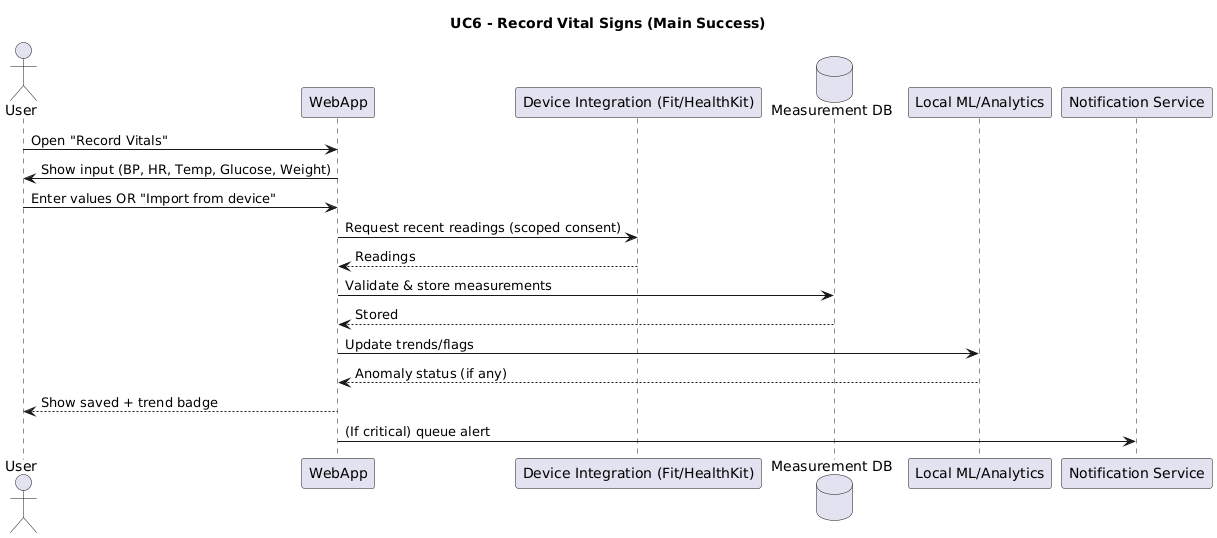 UC6 - Record Vital Signs (Main Success)
User
WebApp
Device Integration (Fit/HealthKit)
Measurement DB
Local ML/Analytics
Notification Service
Open "Record Vitals"
Show input (BP, HR, Temp, Glucose, Weight)
Enter values OR "Import from device"
Request recent readings (scoped consent)
Readings
Validate & store measurements
Stored
Update trends/flags
Anomaly status (if any)
Show saved + trend badge
(If critical) queue alert
User
WebApp
Device Integration (Fit/HealthKit)
Measurement DB
Local ML/Analytics
Notification Service